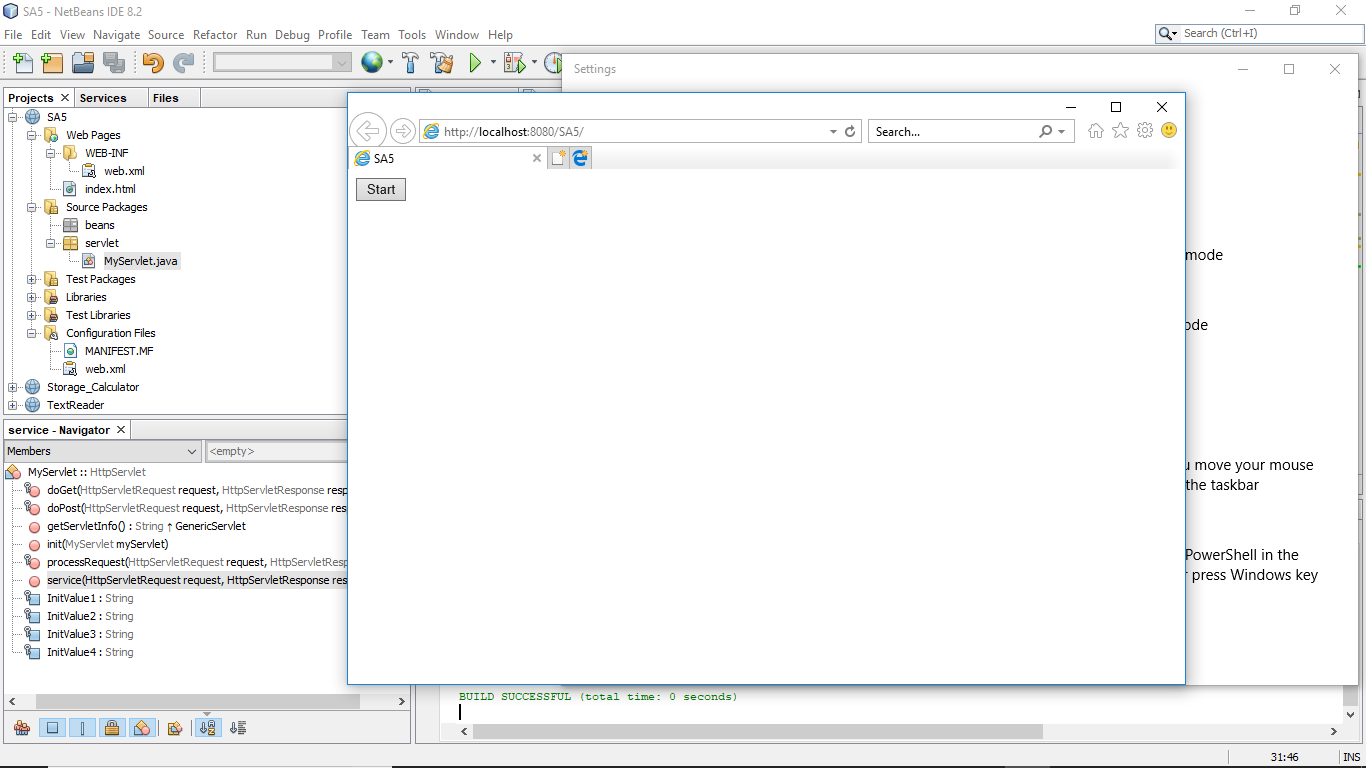 SA5 - NetBeans IDE 8.2
File Edit View Navigate Source Refactor Run Debug Profile Team Tools Window Help
Search (Ctrl+I)
Settings
Projects
Services
Files
SA5
Web Pages
WEB-INF
web.xml
index.html
Source Packages
beans
servlet
MyServlet.java
Test Packages
Libraries
Test Libraries
Configuration Files
MANIFEST.MF
web.xml
Storage_Calculator
TextReader
service - Navigator
Members
<empty>
MyServlet :: HttpServlet
doGet(HttpServletRequest request, HttpServletResponse resp
doPost(HttpServletRequest request, HttpServletResponse res
getServletInfo() : String ↑ GenericServlet
init(MyServlet myServlet)
processRequest(HttpServletRequest request, HttpServletResp
service(HttpServletRequest request, HttpServletResponse res
InitValue1 : String
InitValue2 : String
InitValue3 : String
InitValue4 : String
http://localhost:8080/SA5/
Search...
SA5
Start
mode
ode
u move your mouse
the taskbar
PowerShell in the
r press Windows key
BUILD SUCCESSFUL (total time: 0 seconds)
31:46
INS